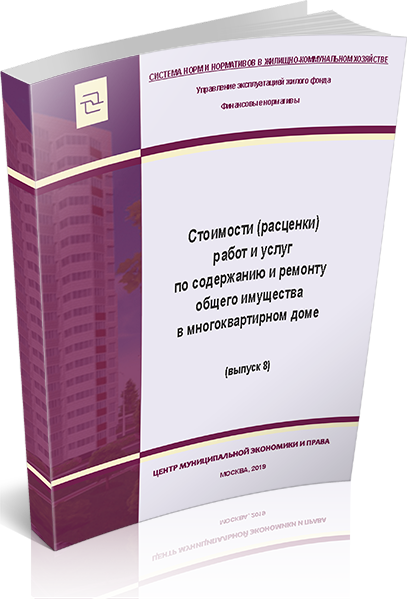 СИСТЕМА НОРМ И НОРМАТИВОВ В ЖИЛИЩНО-КОММУНАЛЬНОМ ХОЗЯЙСТВЕ
Управление эксплуатацией жилого фонда
Финансовые нормативы
Стоимости (расценки)
работ и услуг
по содержанию и ремонту
общего имущества
в многоквартирном доме
(выпуск 8)
ЦЕНТР МУНИЦИПАЛЬНОЙ ЭКОНОМИКИ И ПРАВА
МОСКВА, 2019